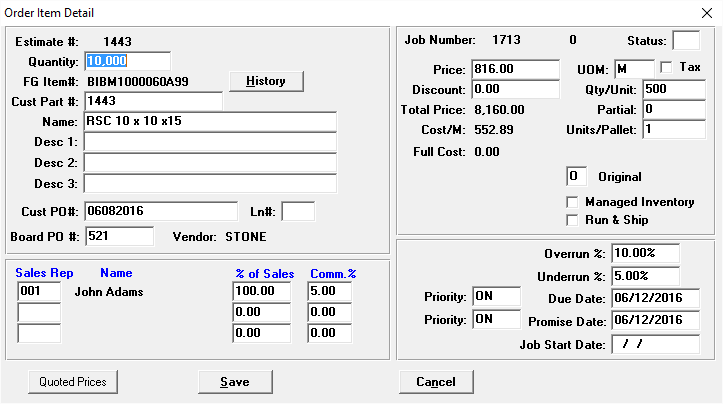 Order Item Detail
Estimate #: 1443
Quantity: 10,000
FG Item#: BIBM1000060A99 History
Cust Part #: 1443
Name: RSC 10 x 10 x15
Desc 1:
Desc 2:
Desc 3:
Cust PO#: 06082016 Ln#:
Board PO #: 521 Vendor: STONE
Job Number: 1713 0 Status:
Price: 816.00 UOM: M Tax
Discount: 0.00 Qty/Unit: 500
Total Price: 8,160.00 Partial: 0
Cost/M: 552.89 Units/Pallet: 1
Full Cost: 0.00
O Original
Managed Inventory
Run & Ship
Sales Rep Name % of Sales Comm.%
001 John Adams 100.00 5.00
0.00 0.00
0.00 0.00
Overrun %: 10.00%
Underrun %: 5.00%
Priority: ON Due Date: 06/12/2016
Priority: ON Promise Date: 06/12/2016
Job Start Date: / /
Quoted Prices Save Cancel